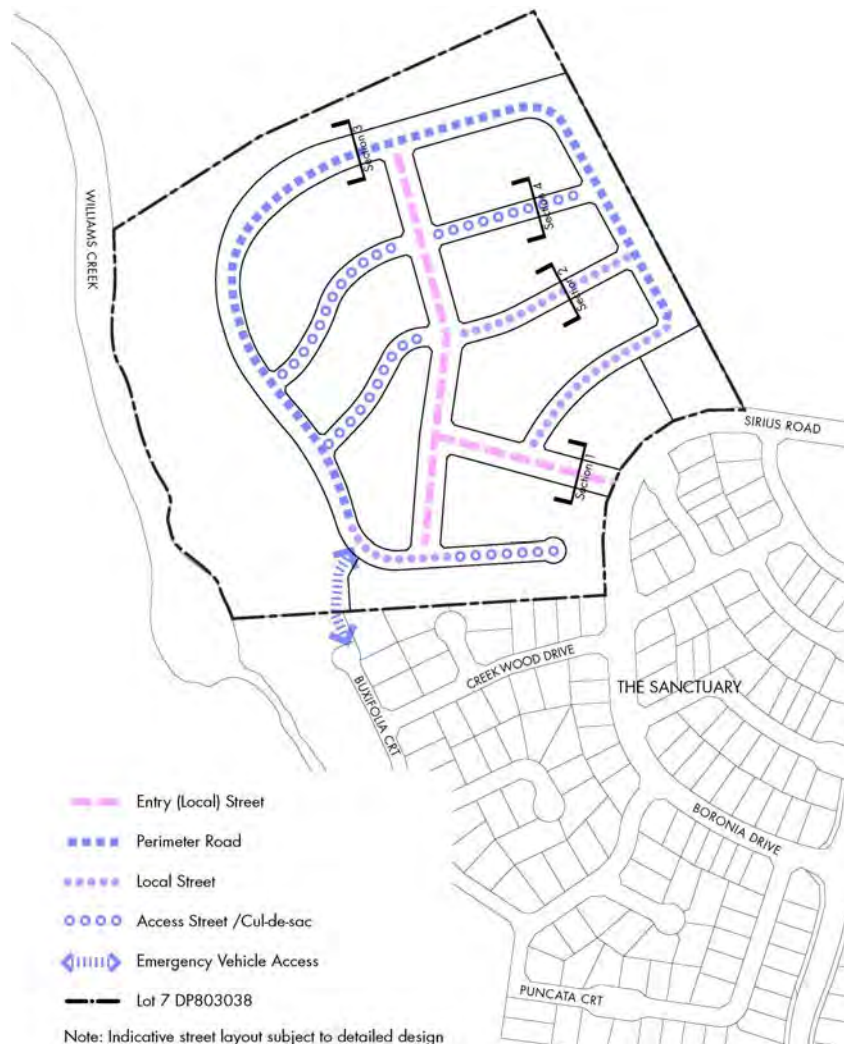 Section 3
Section 4
WILLIAMS CREEK
Section 2
SIRIUS ROAD
Section 1
CREEKWOOD DRIVE
THE SANCTUARY
BUXIFOLIA CRT
BORONIA DRIVE
Entry (Local) Street
Perimeter Road
Local Street
Access Street /Cul-de-sac
Emergency Vehicle Access
Lot 7 DP803038
PUNCATA CRT
Note: Indicative street layout subject to detailed design